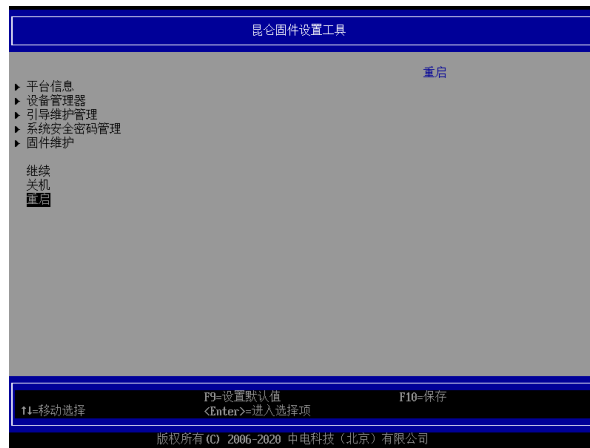 昆仑固件设置工具
重启
▶ 平台信息
▶ 设备管理器
▶ 引导维护管理
▶ 系统安全密码管理
▶ 固件维护
继续
关机
重启
F9=设置默认值 F10=保存
↑↓=移动选择 <Enter>=进入选择项
版权所有(C) 2006-2020 中电科技（北京）有限公司